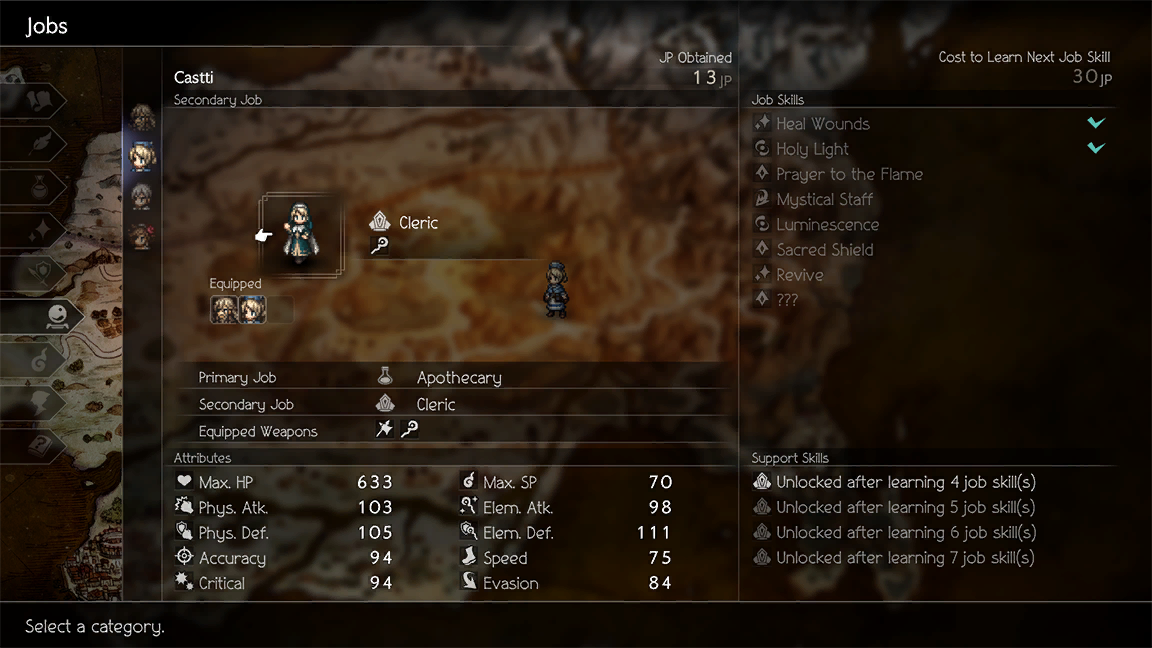 Jobs
Castti
JP Obtained
13 JP
Cost to Learn Next Job Skill
30 JP
Secondary Job
Cleric
Equipped
Primary Job Apothecary
Secondary Job Cleric
Equipped Weapons
Attributes
Max. HP 633 Max. SP 70
Phys. Atk. 103 Elem. Atk. 98
Phys. Def. 105 Elem. Def. 111
Accuracy 94 Speed 75
Critical 94 Evasion 84
Job Skills
Heal Wounds
Holy Light
Prayer to the Flame
Mystical Staff
Luminescence
Sacred Shield
Revive
???
Support Skills
Unlocked after learning 4 job skill(s)
Unlocked after learning 5 job skill(s)
Unlocked after learning 6 job skill(s)
Unlocked after learning 7 job skill(s)
Select a category.